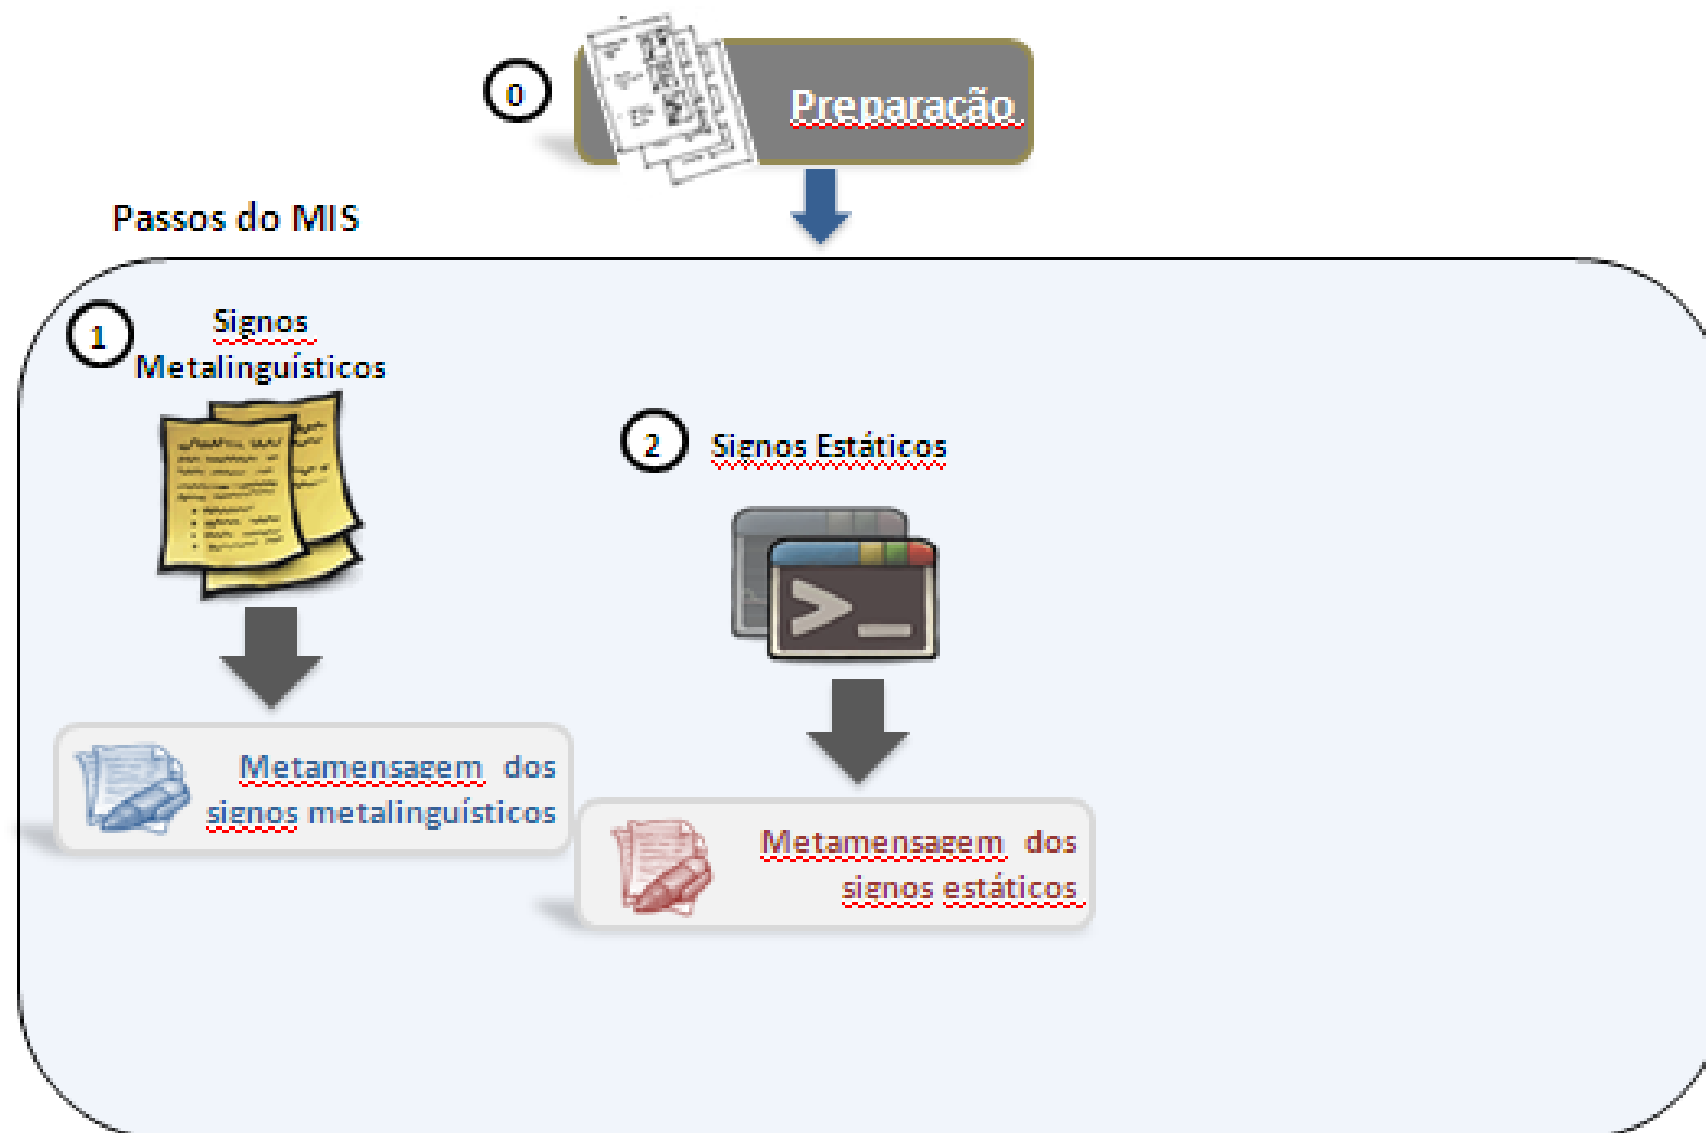 0
Preparação
Passos do MIS
1
Signos
Metalinguísticos
2
Signos Estáticos
>_
Metamensagem dos
signos metalinguísticos
Metamensagem dos
signos estáticos